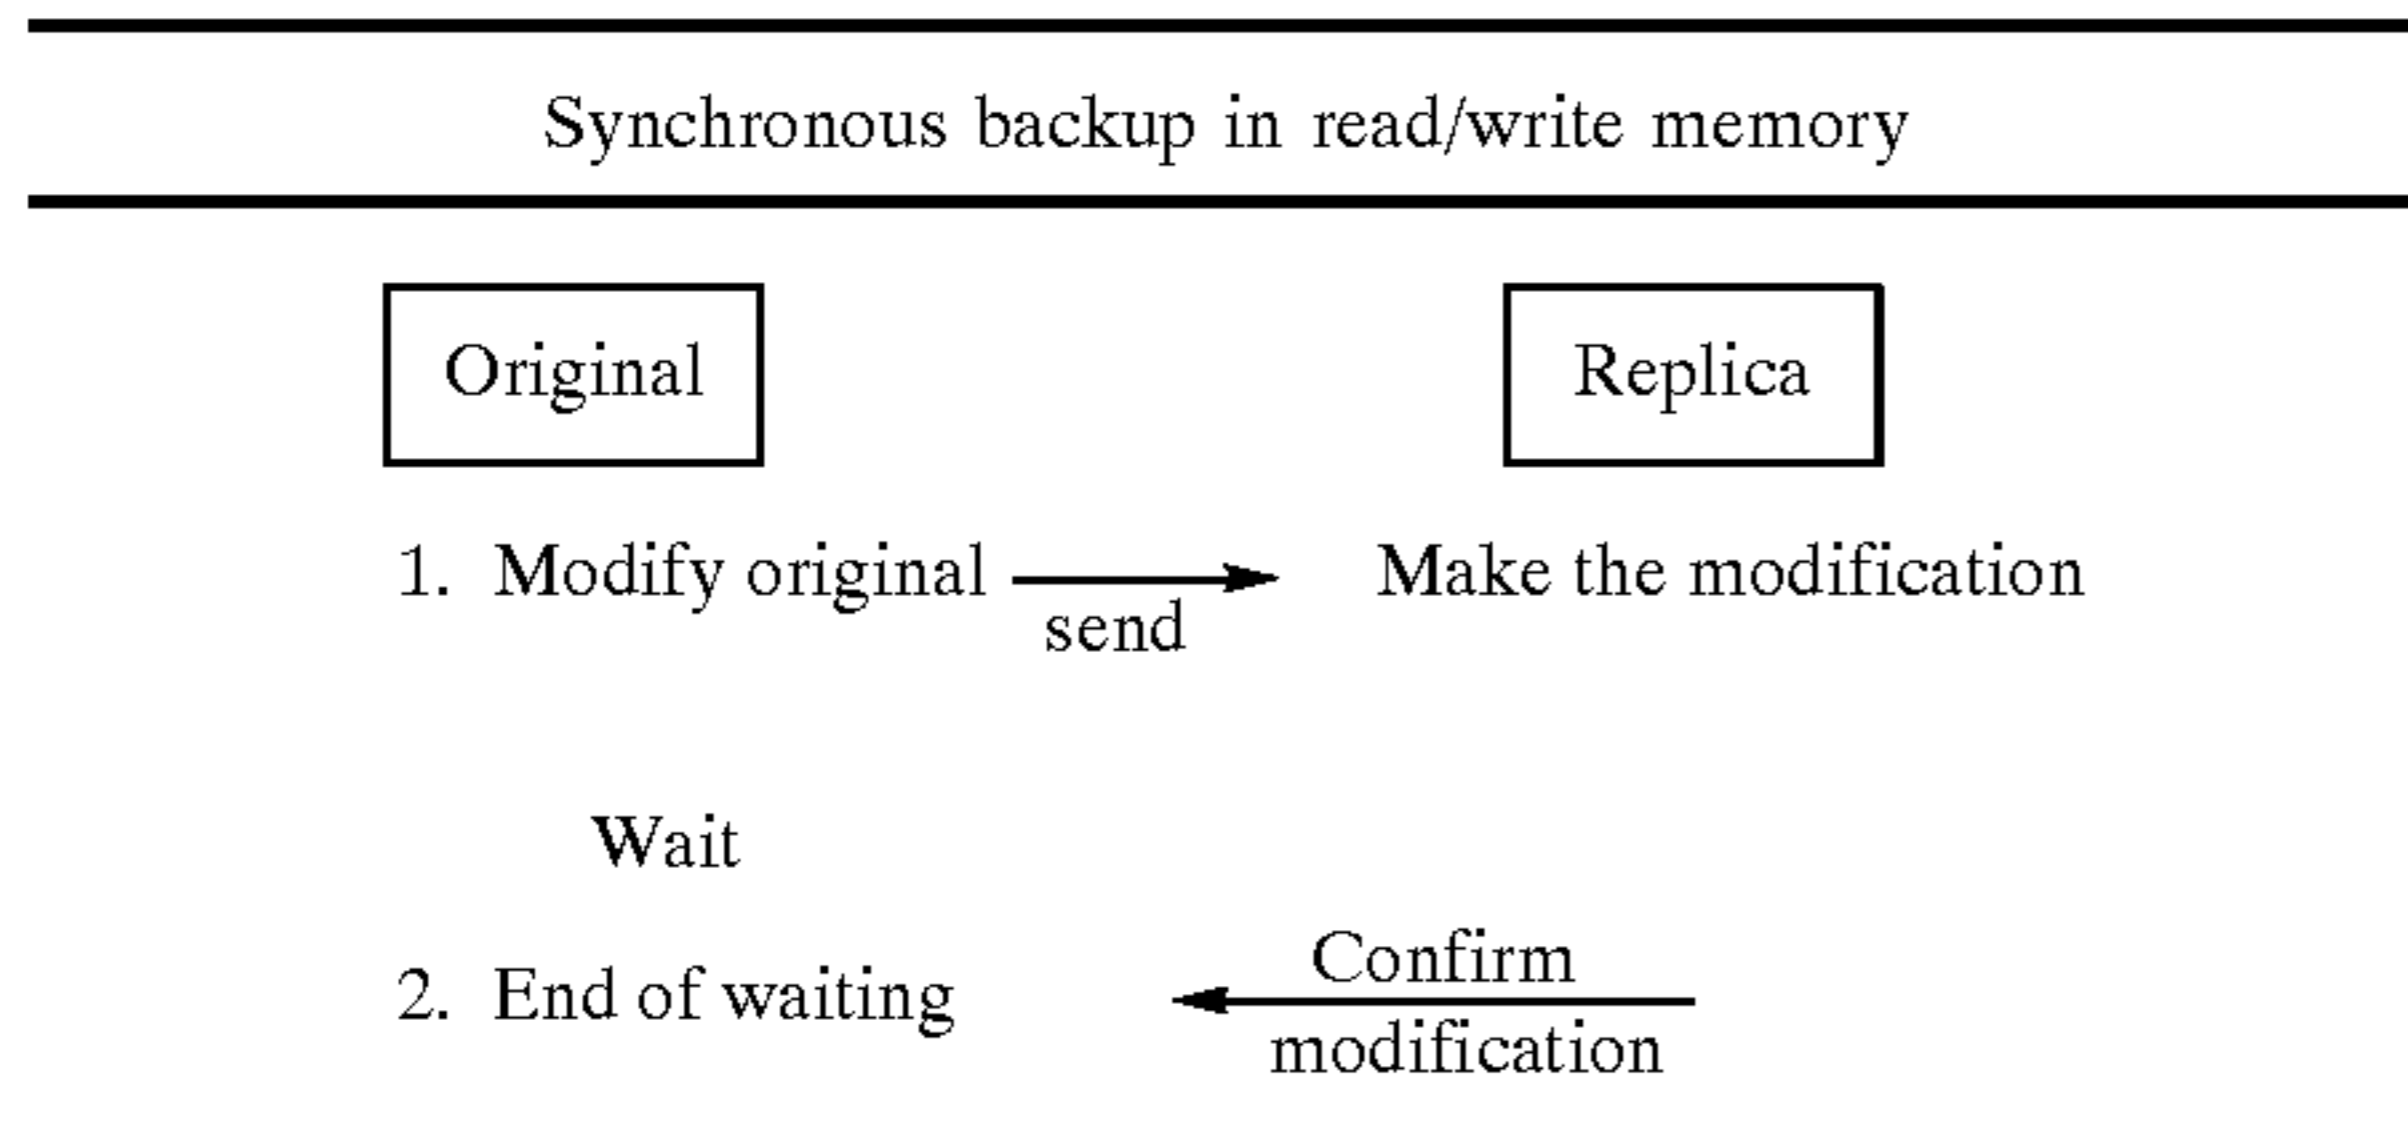 Synchronous backup in read/write memory
Original
Replica
1. Modify original
send
Make the modification
Wait
2. End of waiting
Confirm
modification